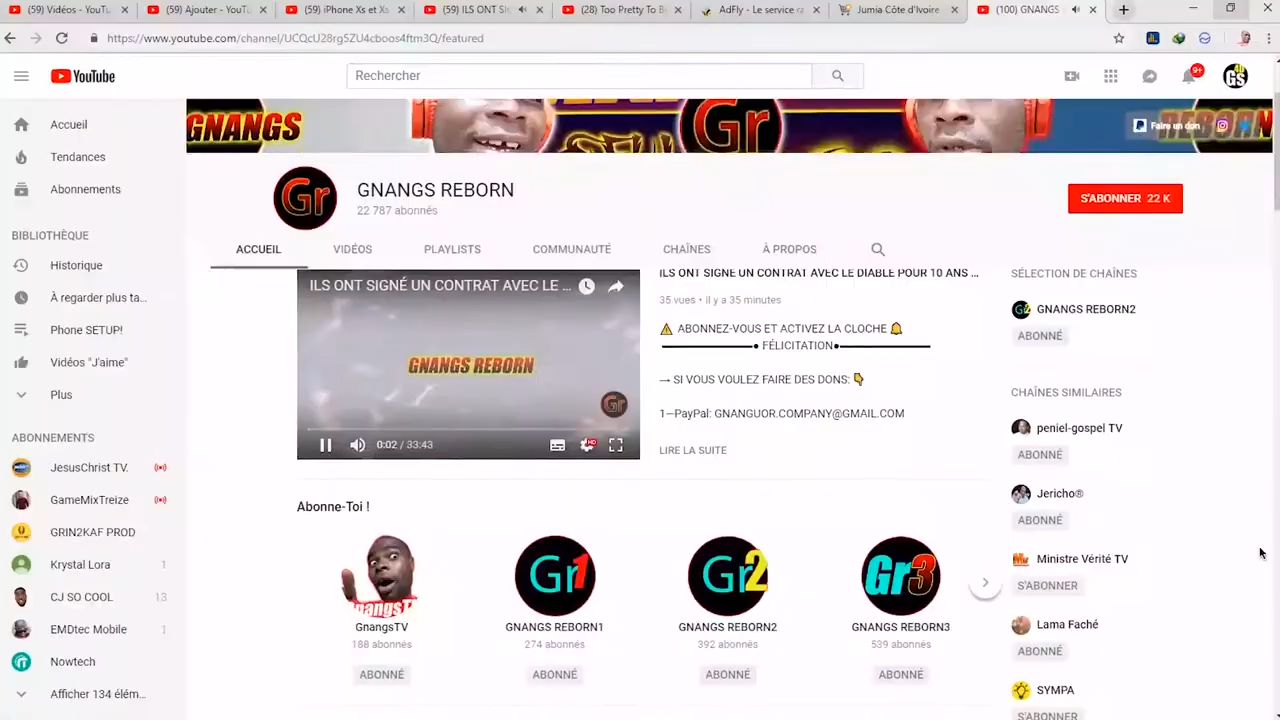 (59) Vidéos - YouTu
(59) Ajouter - YouTu
(59) iPhone Xs et Xs
(59) ILS ONT SI
(28) Too Pretty To B
AdFly - Le service ra
Jumia Côte d'Ivoire
(100) GNANGS
https://www.youtube.com/channel/UCQcU28rg5ZU4cboos4ftm3Q/featured
YouTube
Rechercher
9+
GNANGS
Gr
Faire un don
Accueil
Tendances
Abonnements
BIBLIOTHÈQUE
Historique
À regarder plus ta...
Phone SETUP!
Vidéos "J'aime"
Plus
ABONNEMENTS
JesusChrist TV.
GameMixTreize
GRIN2KAF PROD
Krystal Lora 1
CJ SO COOL 13
EMDtec Mobile 1
Nowtech
Afficher 134 élém...
Gr
GNANGS REBORN
22 787 abonnés
S'ABONNER 22 K
ACCUEIL VIDÉOS PLAYLISTS COMMUNAUTÉ CHAÎNES À PROPOS
ILS ONT SIGNÉ UN CONTRAT AVEC LE ...
GNANGS REBORN
0:02 / 33:43
HD
ILS ONT SIGNÉ UN CONTRAT AVEC LE DIABLE POUR 10 ANS ...
35 vues • il y a 35 minutes
⚠ ABONNEZ-VOUS ET ACTIVEZ LA CLOCHE 🔔
● FÉLICITATION●
→ SI VOUS VOULEZ FAIRE DES DONS: 👇
1—PayPal: GNANGUOR.COMPANY@GMAIL.COM
LIRE LA SUITE
Abonne-Toi !
GnangsTV
188 abonnés
ABONNÉ
Gr1
GNANGS REBORN1
274 abonnés
ABONNÉ
Gr2
GNANGS REBORN2
392 abonnés
ABONNÉ
Gr3
GNANGS REBORN3
539 abonnés
ABONNÉ
SÉLECTION DE CHAÎNES
GNANGS REBORN2
ABONNÉ
CHAÎNES SIMILAIRES
peniel-gospel TV
ABONNÉ
Jericho®
ABONNÉ
Ministre Vérité TV
S'ABONNER
Lama Faché
ABONNÉ
SYMPA
S'ABONNER